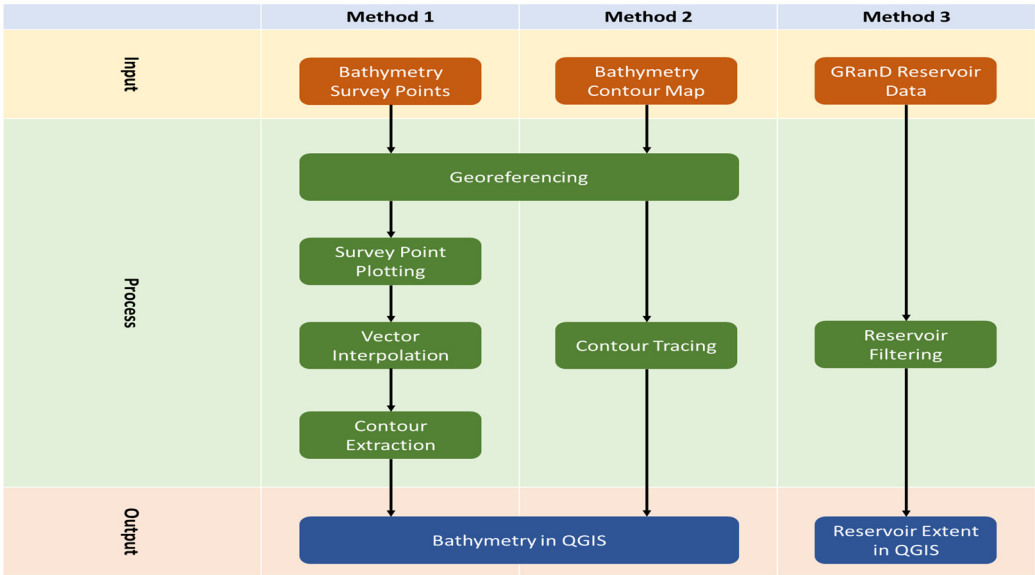 Method 1
Method 2
Method 3
Input
Bathymetry
Survey Points
Bathymetry
Contour Map
GRanD Reservoir
Data
Process
Georeferencing
Survey Point
Plotting
Vector
Interpolation
Contour Tracing
Reservoir
Filtering
Contour
Extraction
Output
Bathymetry in QGIS
Reservoir Extent
in QGIS